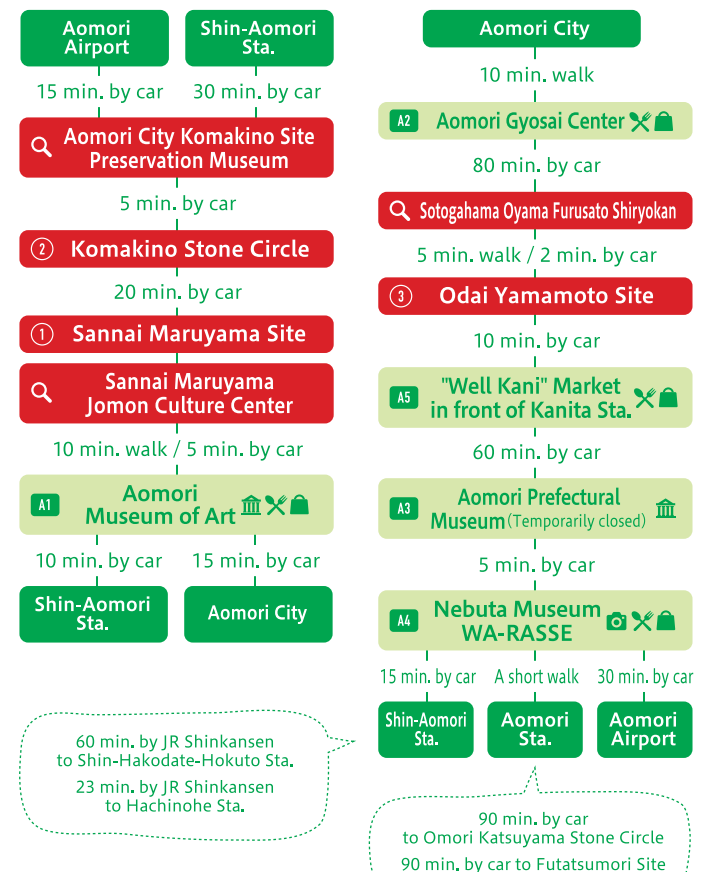 Aomori
Airport
Shin-Aomori
Sta.
15 min. by car
30 min. by car
Aomori City Komakino Site
Preservation Museum
5 min. by car
② Komakino Stone Circle
20 min. by car
① Sannai Maruyama Site
Sannai Maruyama
Jomon Culture Center
10 min. walk / 5 min. by car
A1
Aomori
Museum of Art
10 min. by car
15 min. by car
Shin-Aomori
Sta.
Aomori City
60 min. by JR Shinkansen
to Shin-Hakodate-Hokuto Sta.
23 min. by JR Shinkansen
to Hachinohe Sta.
Aomori City
10 min. walk
A2 Aomori Gyosai Center
80 min. by car
Sotogahama Oyama Furusato Shiryokan
5 min. walk / 2 min. by car
③ Odai Yamamoto Site
10 min. by car
A5
"Well Kani" Market
in front of Kanita Sta.
60 min. by car
A3
Aomori Prefectural
Museum (Temporarily closed)
5 min. by car
A4
Nebuta Museum
WA-RASSE
15 min. by car
A short walk
30 min. by car
Shin-Aomori
Sta.
Aomori
Sta.
Aomori
Airport
90 min. by car
to Omori Katsuyama Stone Circle
90 min. by car to Futatsumori Site